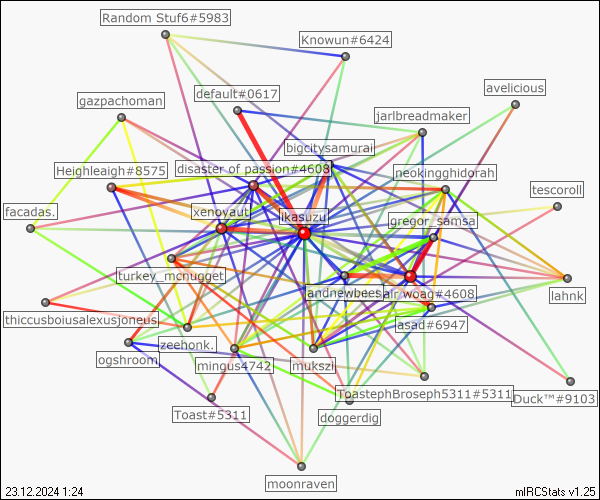 Random Stuf6#5983
Knowun#6424
default#0617
avelicious
gazpachoman
jarlbreadmaker
bigcitysamurai
Heighleaigh#8575
disaster of passion#4608
neokingghidorah
tescoroll
facadas.
xenovaut
ikasuzu
gregor_samsa
turkey_mcnugget
andnewbees
air_woag#4608
lahnk
thiccusboiusalexusjoneus
asad#6947
zeehonk.
ogshroom
mingus4742
mukszii
ToastephBroseph5311#5311
Duck™#9103
Toast#5311
doggerdig
moonraven
23.12.2024 1:24
mIRCStats v1.25